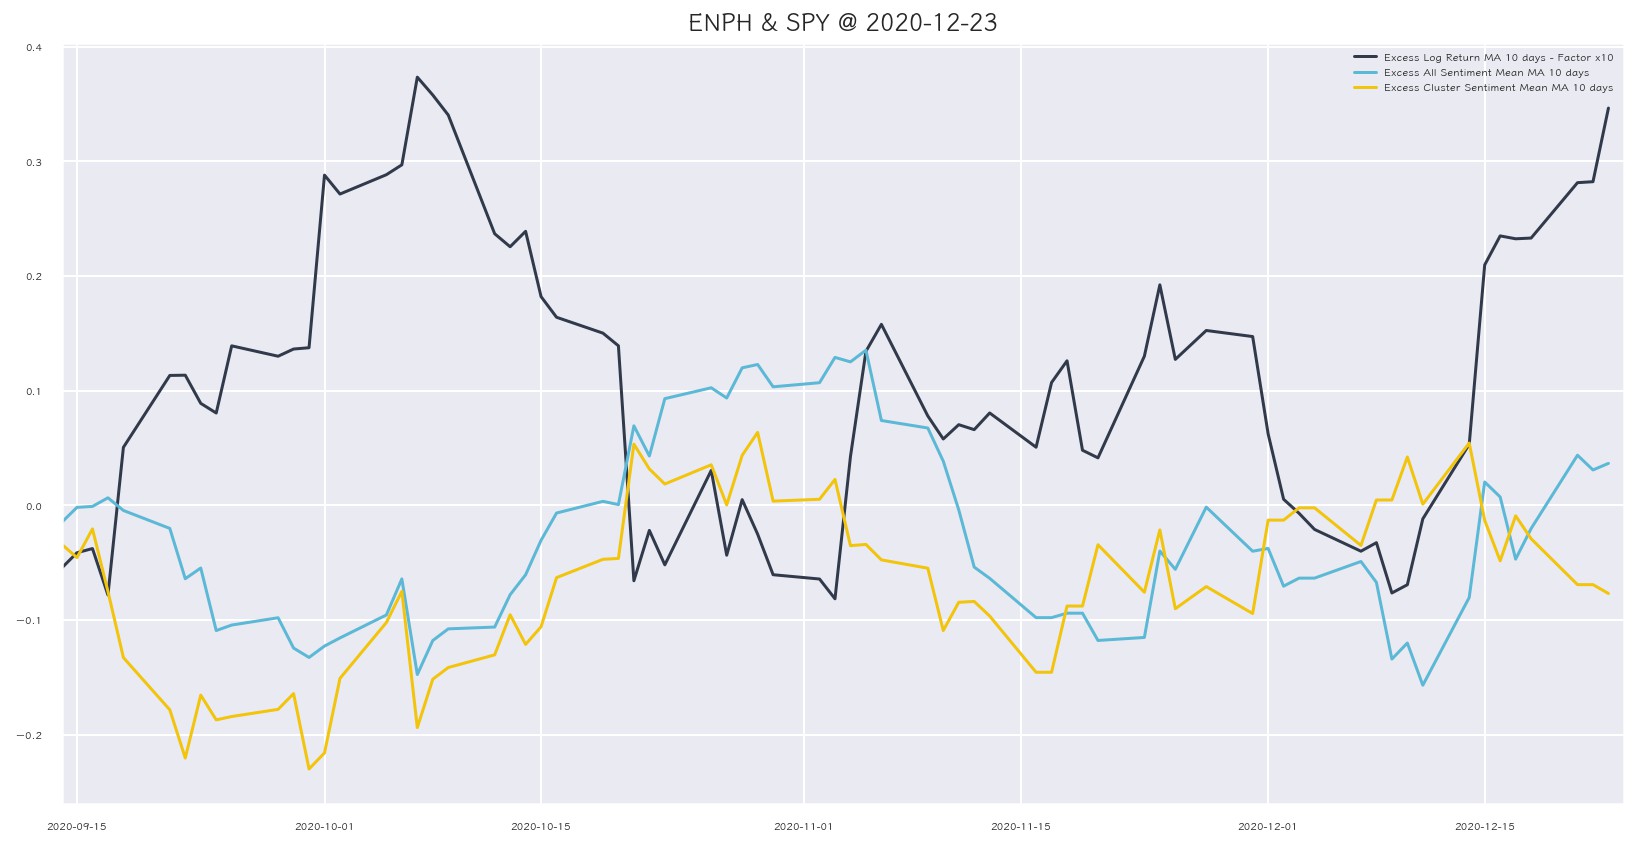 ENPH & SPY @ 2020-12-23
Excess Log Return MA 10 days - Factor x10
Excess All Sentiment Mean MA 10 days
Excess Cluster Sentiment Mean MA 10 days
0.4
0.3
0.2
0.1
0.0
−0.1
−0.2
2020-09-15 2020-10-01 2020-10-15 2020-11-01 2020-11-15 2020-12-01 2020-12-15